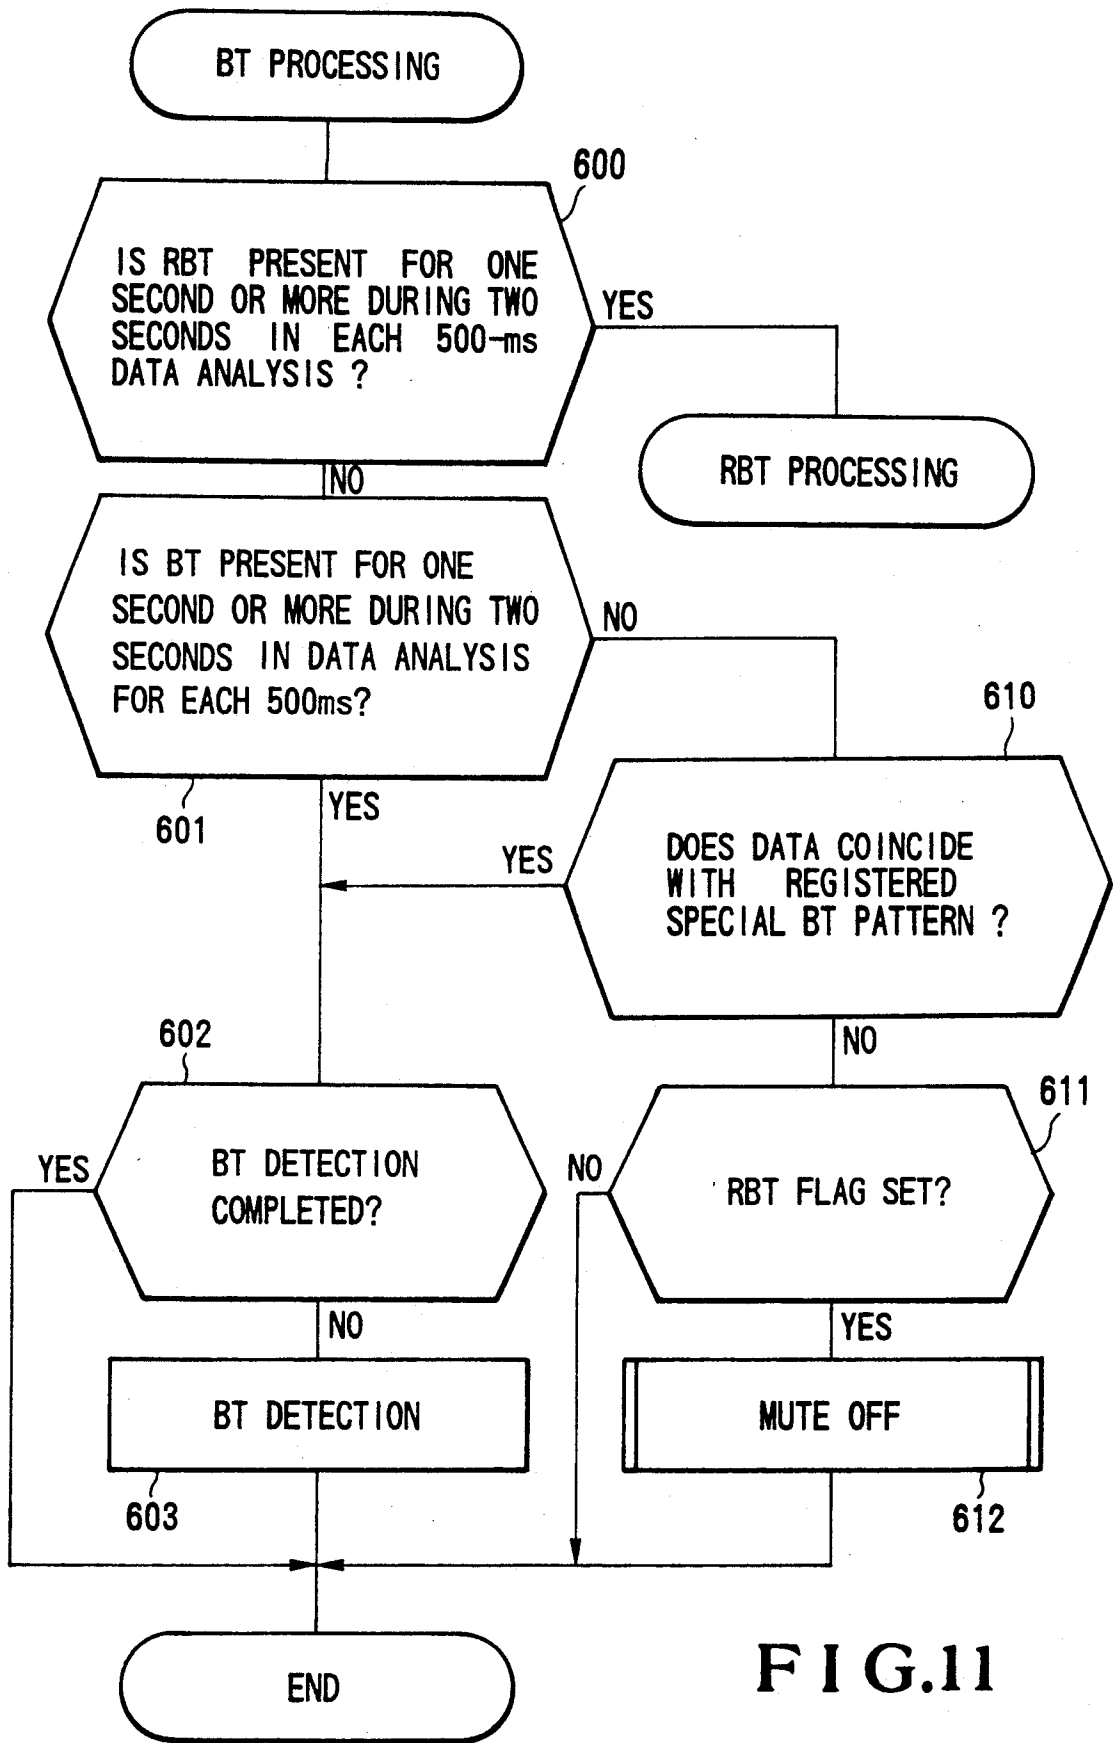 BT PROCESSING
600
IS RBT PRESENT FOR ONE
SECOND OR MORE DURING TWO
SECONDS IN EACH 500-ms
DATA ANALYSIS ?
YES
RBT PROCESSING
NO
IS BT PRESENT FOR ONE
SECOND OR MORE DURING TWO
SECONDS IN DATA ANALYSIS
FOR EACH 500ms?
NO
601
YES
610
DOES DATA COINCIDE
WITH REGISTERED
SPECIAL BT PATTERN ?
YES
NO
602
BT DETECTION
COMPLETED?
YES
NO
611
RBT FLAG SET?
NO
YES
BT DETECTION
603
MUTE OFF
612
END
FIG.11